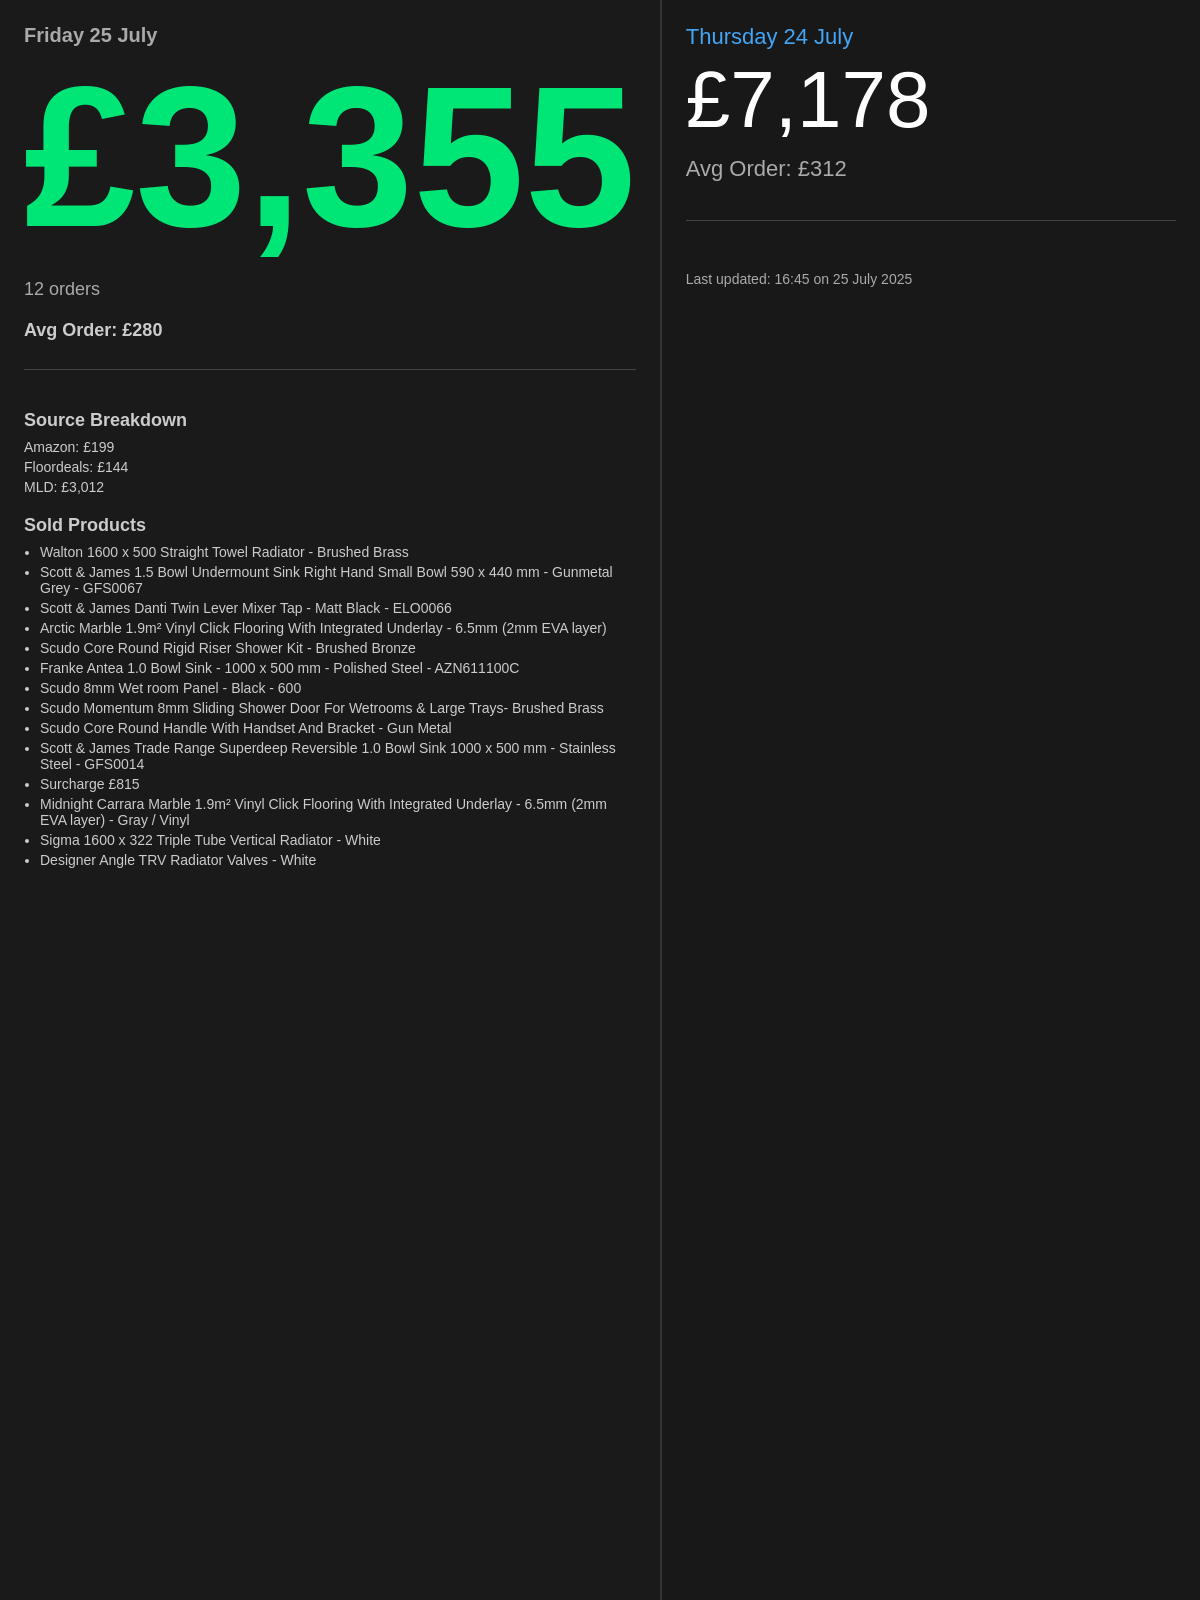 Friday 25 July
£3,355
12 orders
Avg Order: £280
Source Breakdown
Amazon: £199
Floordeals: £144
MLD: £3,012
Sold Products
• Walton 1600 x 500 Straight Towel Radiator - Brushed Brass
• Scott & James 1.5 Bowl Undermount Sink Right Hand Small Bowl 590 x 440 mm - Gunmetal
Grey - GFS0067
• Scott & James Danti Twin Lever Mixer Tap - Matt Black - ELO0066
• Arctic Marble 1.9m² Vinyl Click Flooring With Integrated Underlay - 6.5mm (2mm EVA layer)
• Scudo Core Round Rigid Riser Shower Kit - Brushed Bronze
• Franke Antea 1.0 Bowl Sink - 1000 x 500 mm - Polished Steel - AZN611100C
• Scudo 8mm Wet room Panel - Black - 600
• Scudo Momentum 8mm Sliding Shower Door For Wetrooms & Large Trays- Brushed Brass
• Scudo Core Round Handle With Handset And Bracket - Gun Metal
• Scott & James Trade Range Superdeep Reversible 1.0 Bowl Sink 1000 x 500 mm - Stainless
Steel - GFS0014
• Surcharge £815
• Midnight Carrara Marble 1.9m² Vinyl Click Flooring With Integrated Underlay - 6.5mm (2mm
EVA layer) - Gray / Vinyl
• Sigma 1600 x 322 Triple Tube Vertical Radiator - White
• Designer Angle TRV Radiator Valves - White
Thursday 24 July
£7,178
Avg Order: £312
Last updated: 16:45 on 25 July 2025